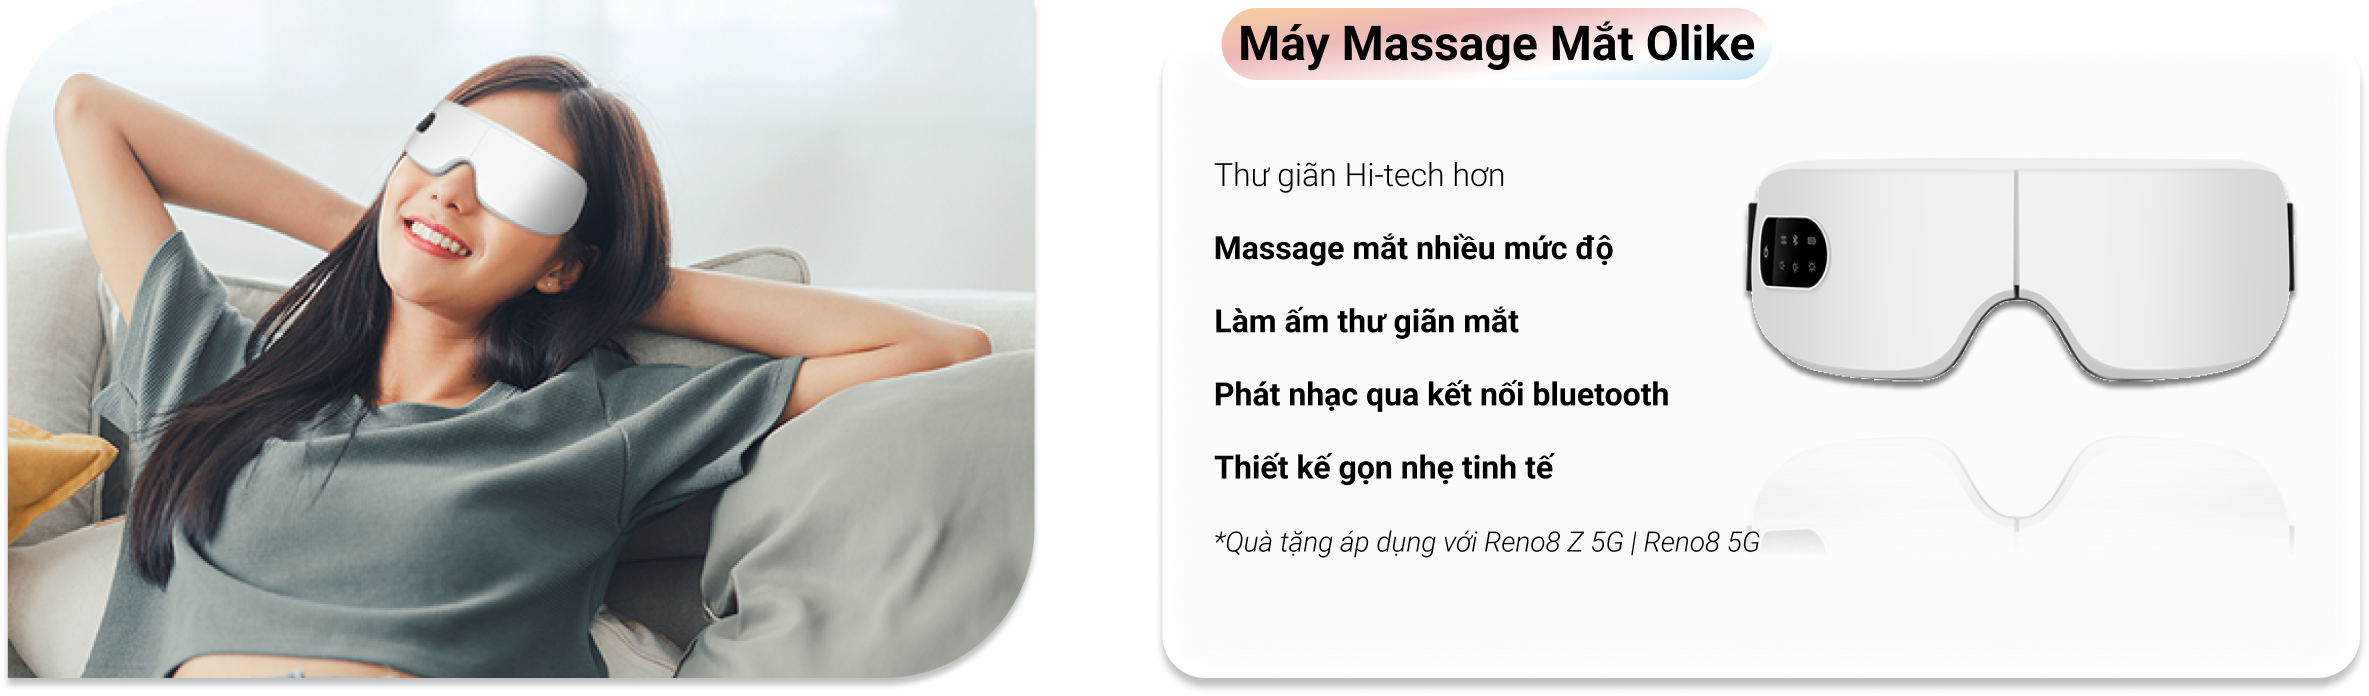 Máy Massage Mắt Olike
Thư giãn Hi-tech hơn
Massage mắt nhiều mức độ
Làm ấm thư giãn mắt
Phát nhạc qua kết nối bluetooth
Thiết kế gọn nhẹ tinh tế
*Quà tặng áp dụng với Reno8 Z 5G | Reno8 5G